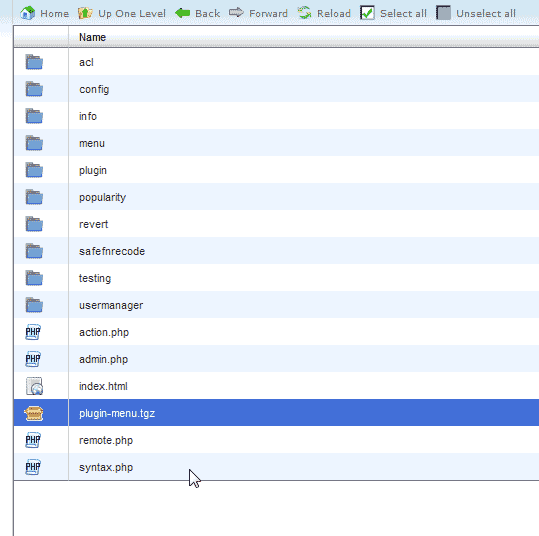 Home Up One Level Back Forward Reload Select all Unselect all
Name
acl
config
info
menu
plugin
popularity
revert
safefnrecode
testing
usermanager
PHP action.php
PHP admin.php
index.html
plugin-menu.tgz
PHP remote.php
PHP syntax.php